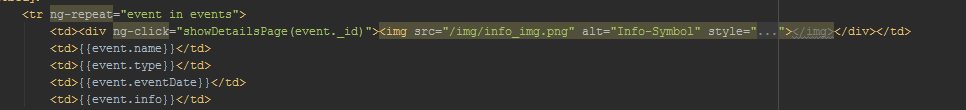 <tr ng-repeat="event in events">
<td><div ng-click="showDetailsPage(event._id)"><img src="/img/info_img.png" alt="Info-Symbol" style="..."></img></div></td>
<td>{{event.name}}</td>
<td>{{event.type}}</td>
<td>{{event.eventDate}}</td>
<td>{{event.info}}</td>